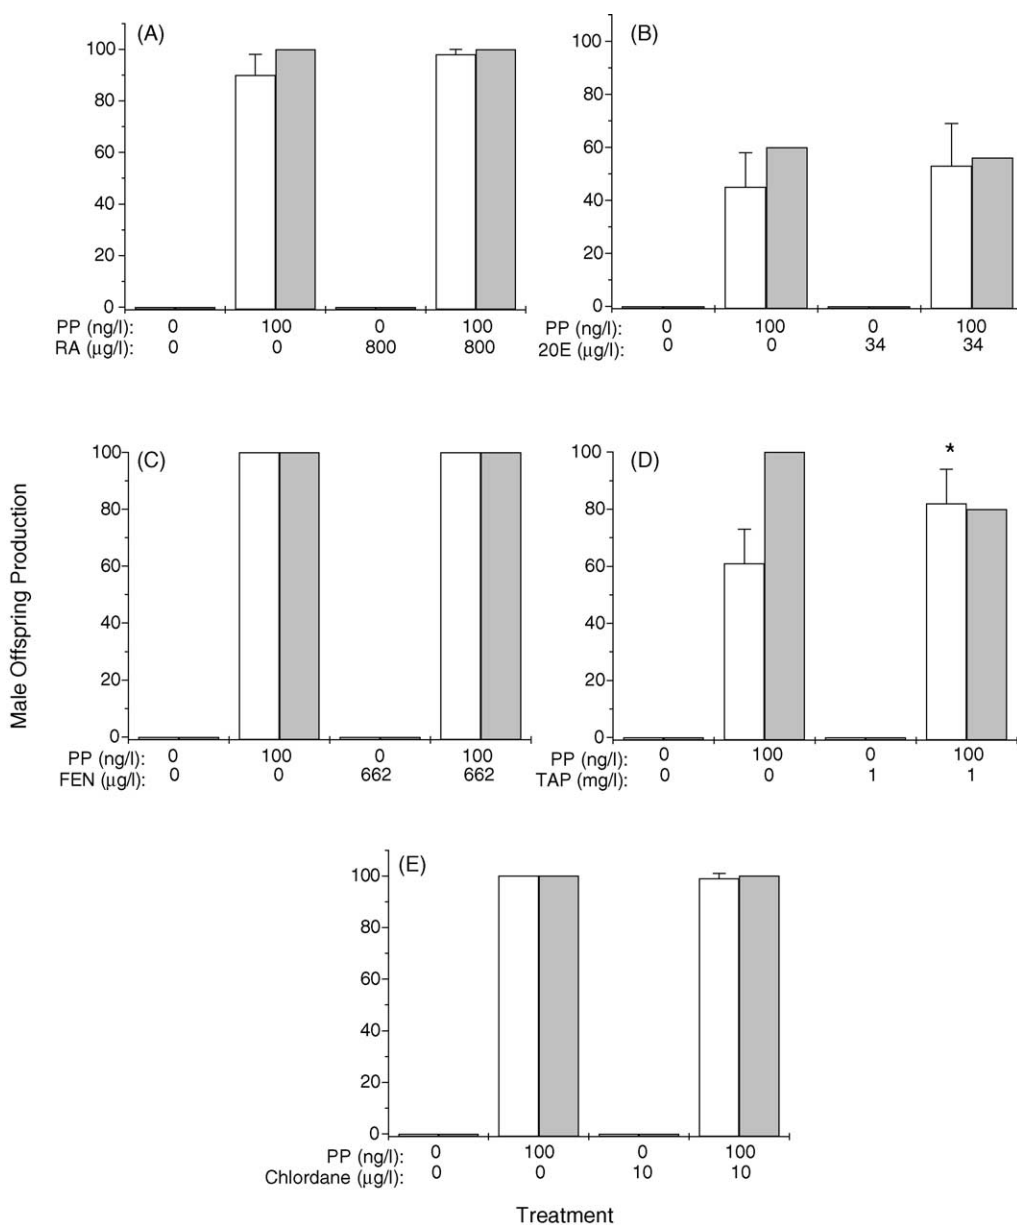 (A)
100
80
60
40
20
0
PP (ng/l): 0 100 0 100
RA (μg/l): 0 0 800 800
(B)
100
80
60
40
20
0
PP (ng/l): 0 100 0 100
20E (μg/l): 0 0 34 34
Male Offspring Production
(C)
100
80
60
40
20
0
PP (ng/l): 0 100 0 100
FEN (μg/l): 0 0 662 662
(D)
*
100
80
60
40
20
0
PP (ng/l): 0 100 0 100
TAP (mg/l): 0 0 1 1
(E)
100
80
60
40
20
0
PP (ng/l): 0 100 0 100
Chlordane (μg/l): 0 0 10 10
Treatment